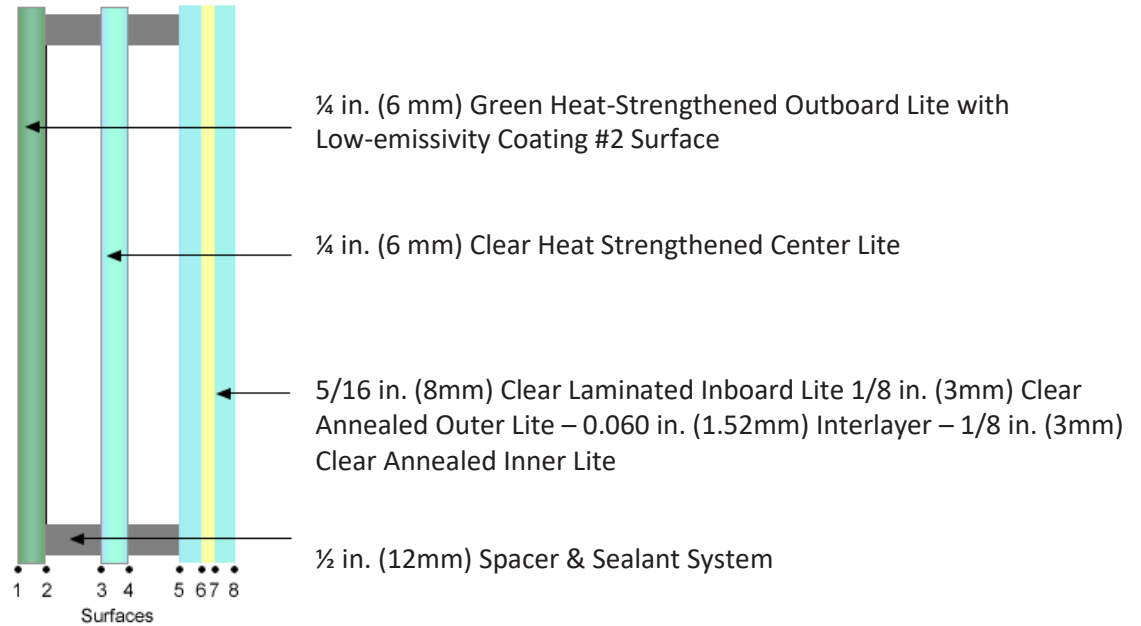 ¼ in. (6 mm) Green Heat-Strengthened Outboard Lite with
Low-emissivity Coating #2 Surface
¼ in. (6 mm) Clear Heat Strengthened Center Lite
5/16 in. (8mm) Clear Laminated Inboard Lite 1/8 in. (3mm) Clear
Annealed Outer Lite – 0.060 in. (1.52mm) Interlayer – 1/8 in. (3mm)
Clear Annealed Inner Lite
½ in. (12mm) Spacer & Sealant System
1 2 3 4 5 6 7 8
Surfaces